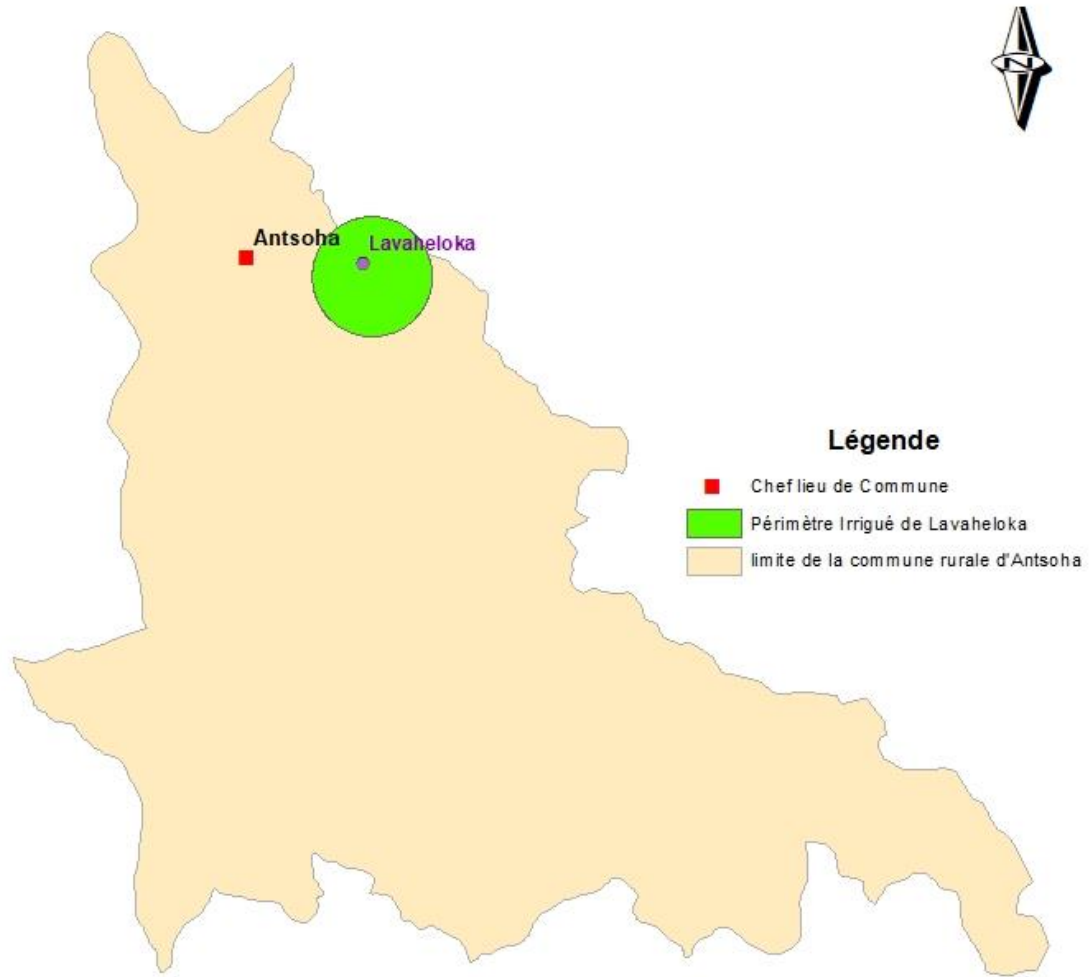 N
Antsoha
Lavaheloka
Légende
Chef lieu de Commune
Périmètre Irrigué de Lavaheloka
limite de la commune rurale d'Antsoha